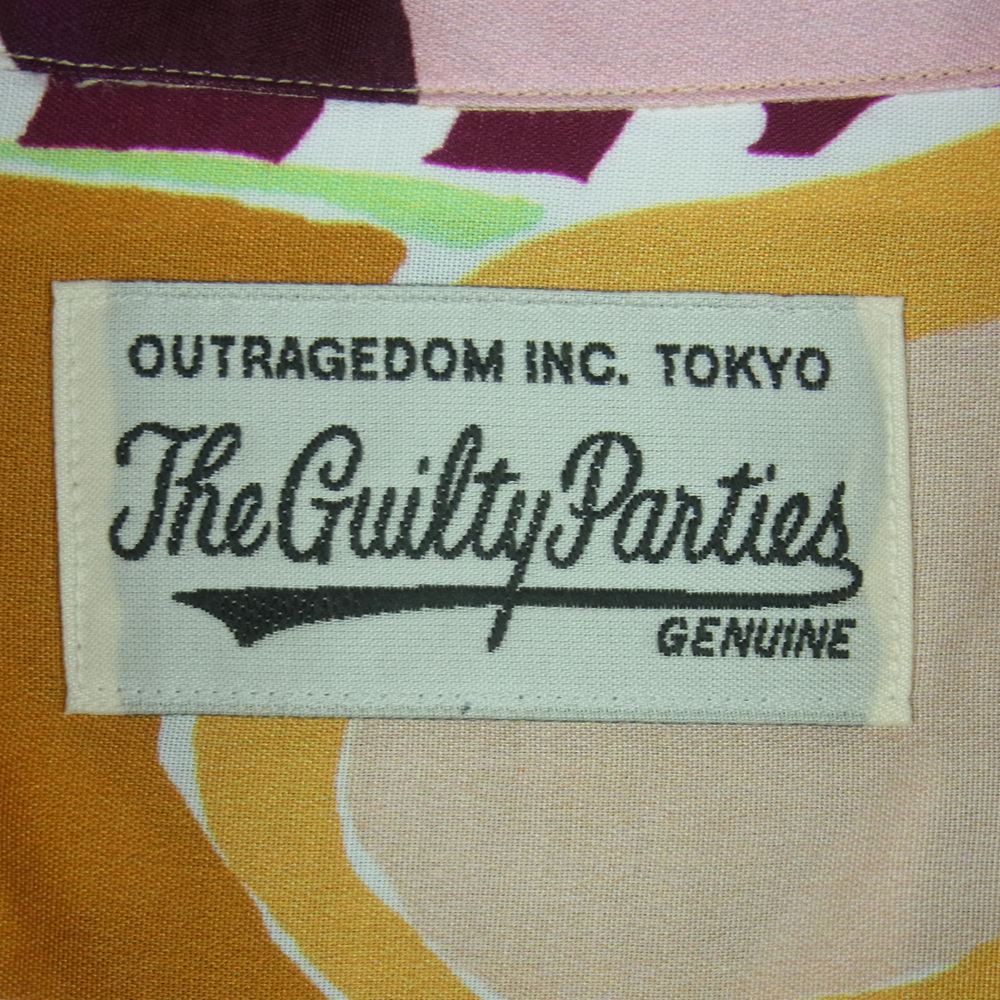 OUTRAGEDOM INC. TOKYO
The Guilty Parties
GENUINE